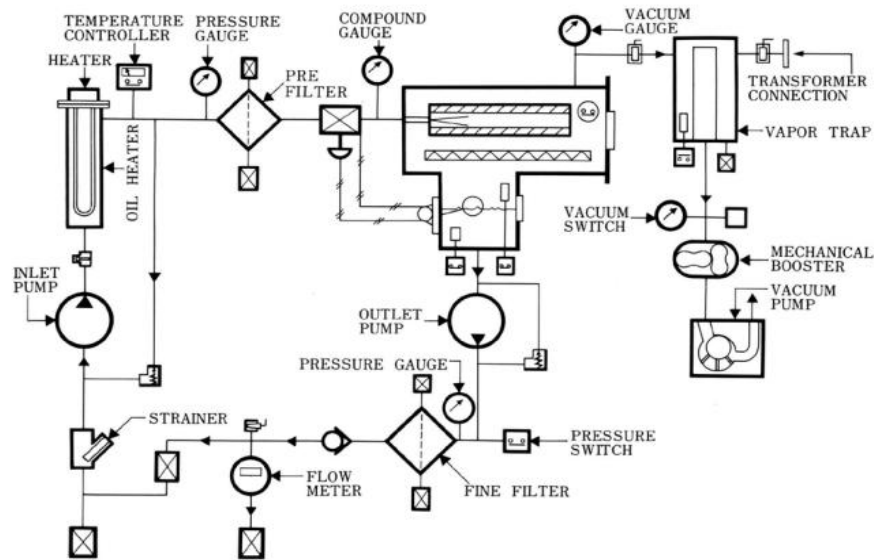 TEMPERATURE
CONTROLLER
PRESSURE
GAUGE
COMPOUND
GAUGE
VACUUM
GAUGE
HEATER
PRE
FILTER
TRANSFORMER
CONNECTION
VAPOR TRAP
OIL HEATER
VACUUM
SWITCH
MECHANICAL
BOOSTER
INLET
PUMP
VACUUM
PUMP
OUTLET
PUMP
PRESSURE GAUGE
STRAINER
PRESSURE
SWITCH
FLOW
METER
FINE FILTER